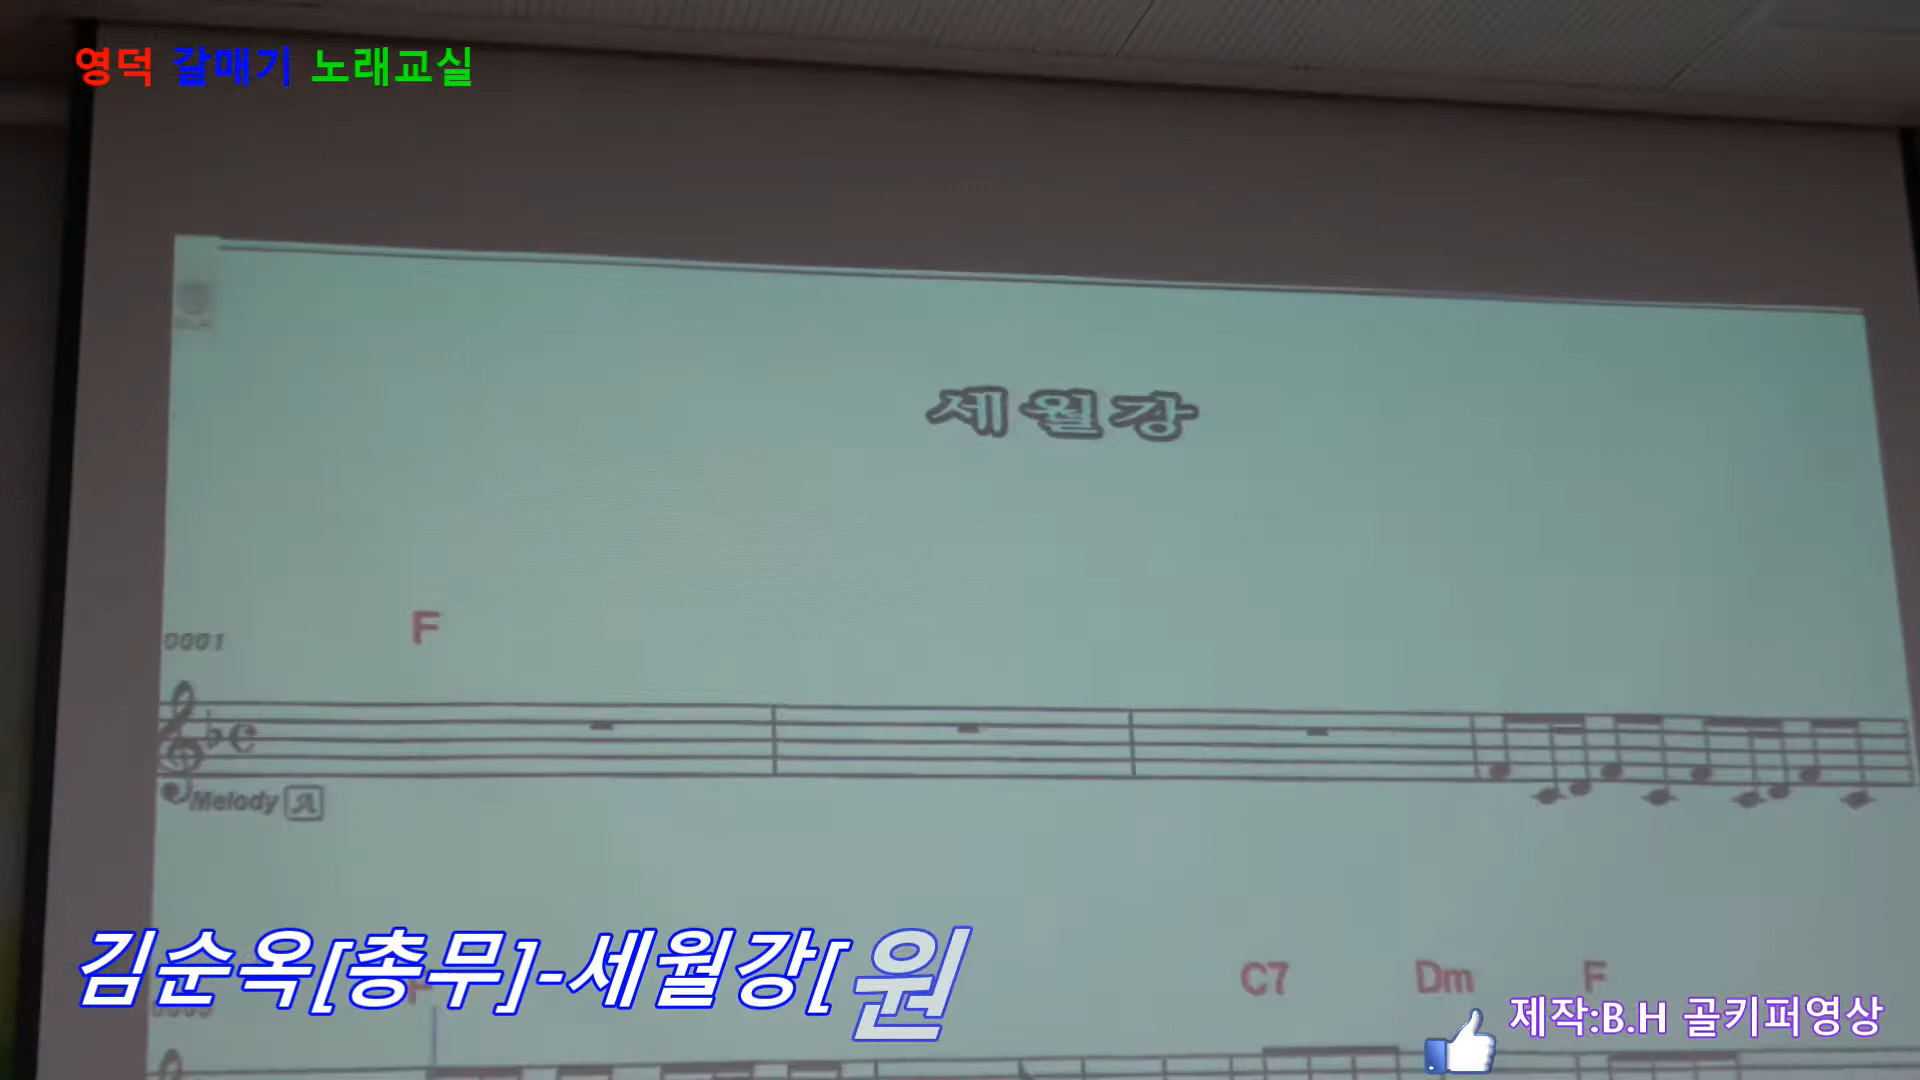 영덕 갈매기 노래교실
세월강
F
0001
Melody A
김순옥[총무]-세월강[원
F
C7 Dm F
제작:B.H 골키퍼영상